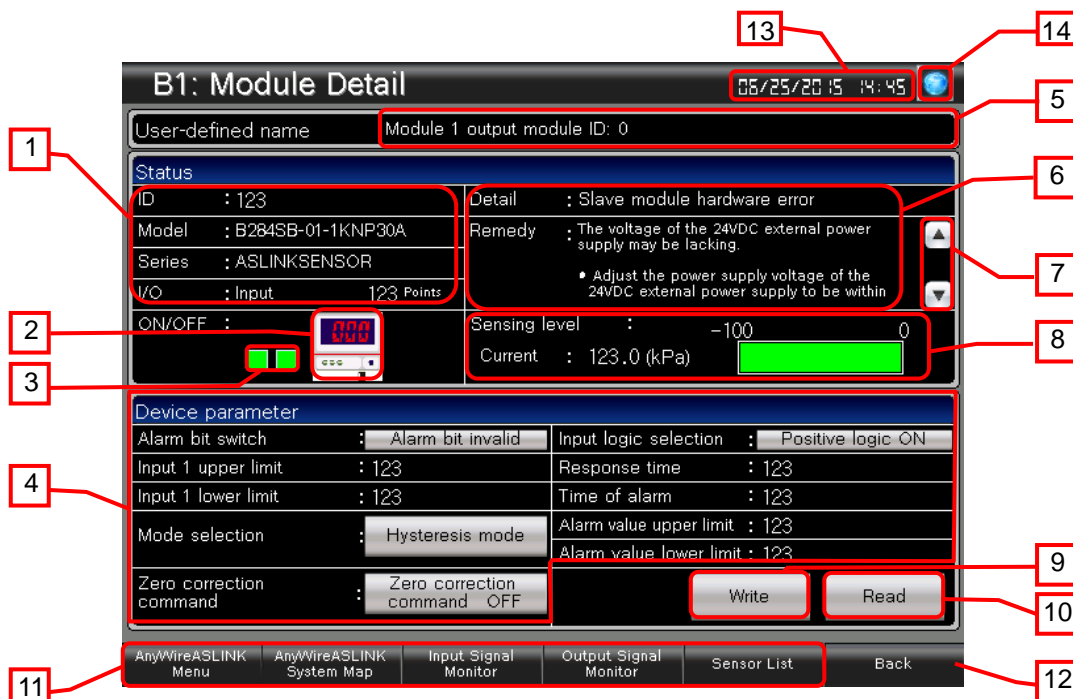 13
14
B1: Module Detail
06/25/2015 14:45
5
User-defined name Module 1 output module ID: 0
1
Status
6
ID : 123
Detail : Slave module hardware error
Model : B284SB-01-1KNP30A
Remedy : The voltage of the 24VDC external power
supply may be lacking.
Series : ASLINKSENSOR
• Adjust the power supply voltage of the
24VDC external power supply to be within
7
I/O : Input 123 Points
2
ON/OFF :
000
Sensing level : -100 0
8
Current : 123.0 (kPa)
3
Device parameter
Alarm bit switch : Alarm bit invalid
Input logic selection : Positive logic ON
Input 1 upper limit : 123
Response time : 123
4
Input 1 lower limit : 123
Time of alarm : 123
Mode selection : Hysteresis mode
Alarm value upper limit : 123
Alarm value lower limit : 123
9
Zero correction
command : Zero correction
command OFF
Write
Read
10
AnyWireASLINK
Menu
AnyWireASLINK
System Map
Input Signal
Monitor
Output Signal
Monitor
Sensor List
Back
11
12